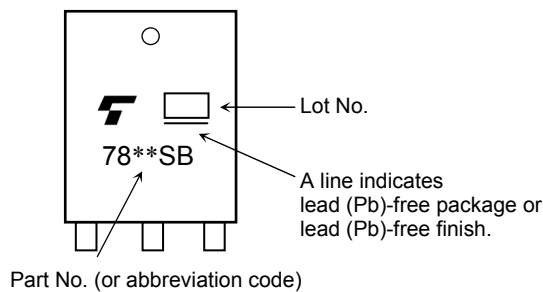 Lot No.
78**SB
A line indicates
lead (Pb)-free package or
lead (Pb)-free finish.
Part No. (or abbreviation code)